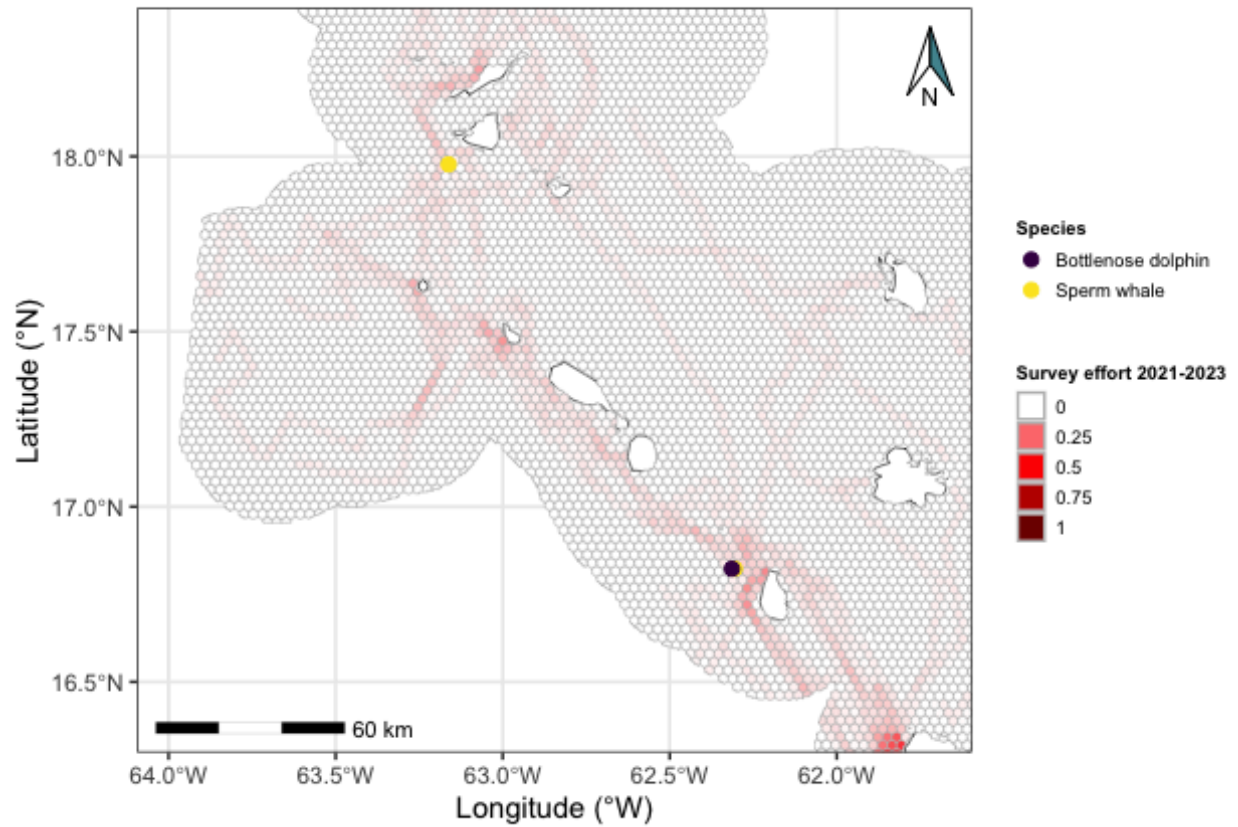 N
18.0°N
17.5°N
17.0°N
16.5°N
Latitude (°N)
60 km
64.0°W 63.5°W 63.0°W 62.5°W 62.0°W
Longitude (°W)
Species
Bottlenose dolphin
Sperm whale
Survey effort 2021-2023
0
0.25
0.5
0.75
1